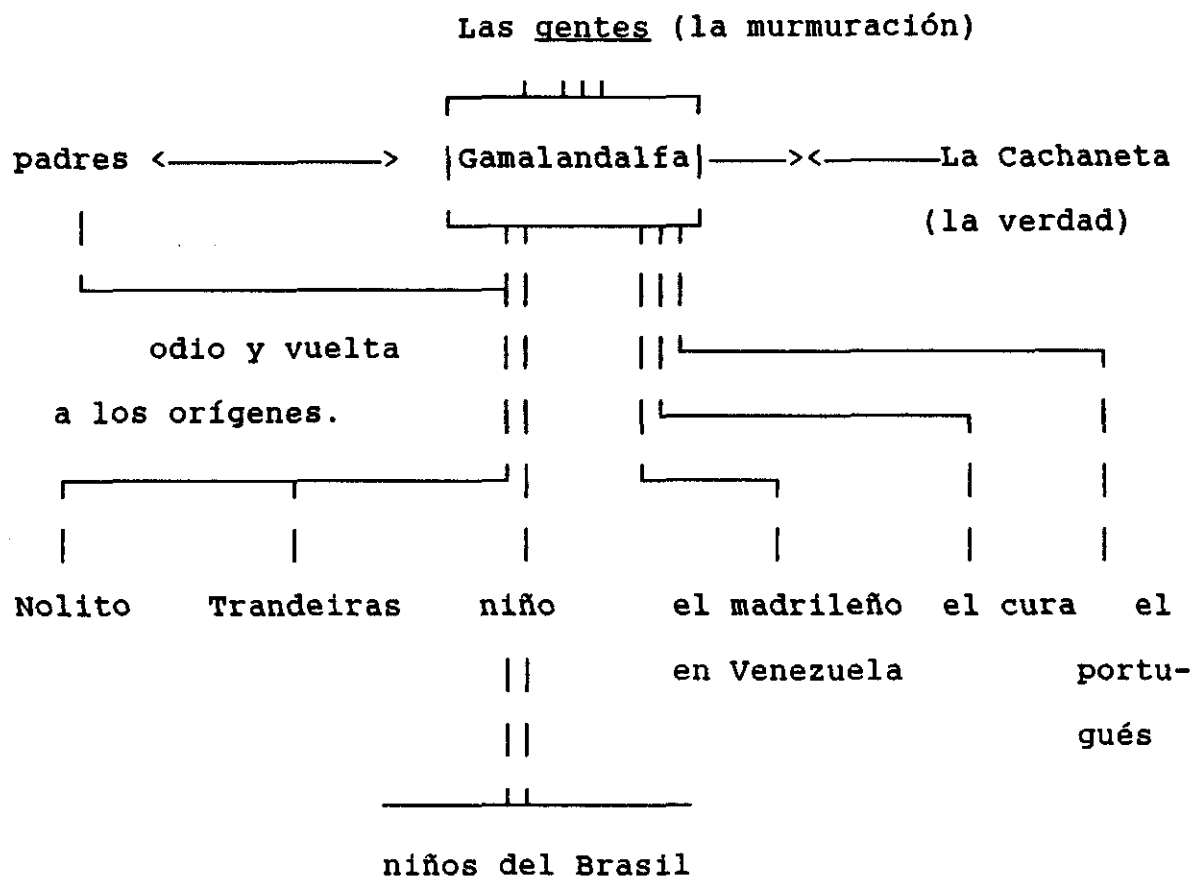 Las gentes (la murmuración)
padres <————————> |Gamalandalfa|————><————La Cachaneta
(la verdad)
odio y vuelta
a los orígenes.
Nolito Trandeiras niño el madrileño el cura el
en Venezuela portu-
gués
niños del Brasil